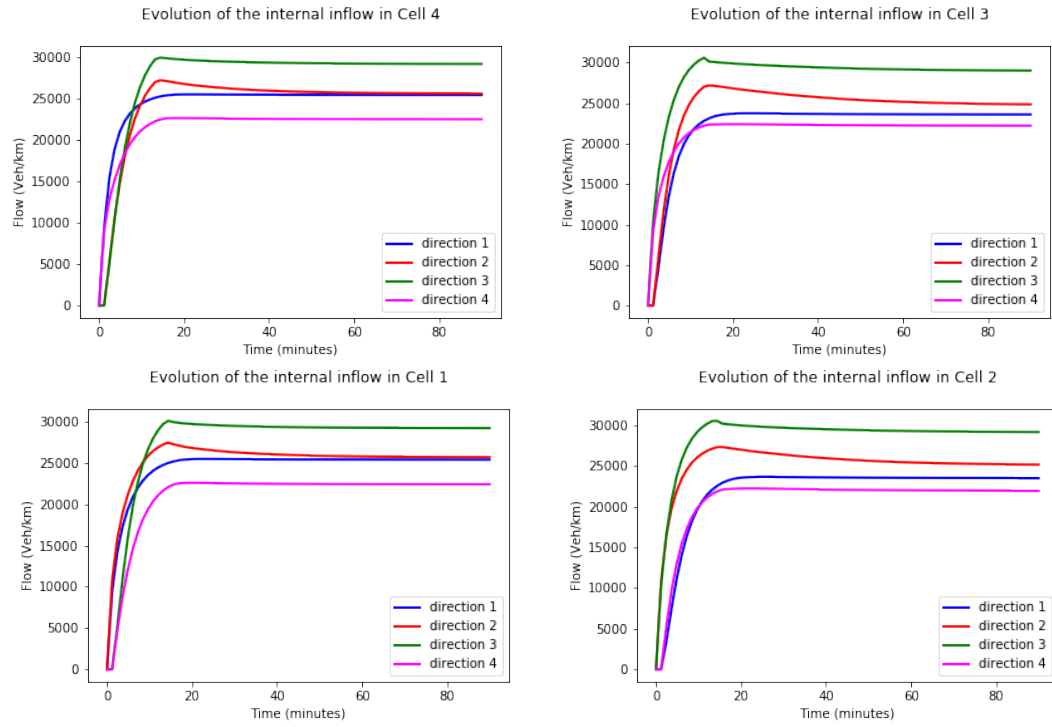 Evolution of the internal inflow in Cell 4
30000
25000
20000
15000
10000
5000
0
Flow (Veh/km)
direction 1
direction 2
direction 3
direction 4
0 20 40 60 80
Time (minutes)
Evolution of the internal inflow in Cell 3
30000
25000
20000
15000
10000
5000
0
Flow (Veh/km)
direction 1
direction 2
direction 3
direction 4
0 20 40 60 80
Time (minutes)
Evolution of the internal inflow in Cell 1
30000
25000
20000
15000
10000
5000
0
Flow (Veh/km)
direction 1
direction 2
direction 3
direction 4
0 20 40 60 80
Time (minutes)
Evolution of the internal inflow in Cell 2
30000
25000
20000
15000
10000
5000
0
Flow (Veh/km)
direction 1
direction 2
direction 3
direction 4
0 20 40 60 80
Time (minutes)